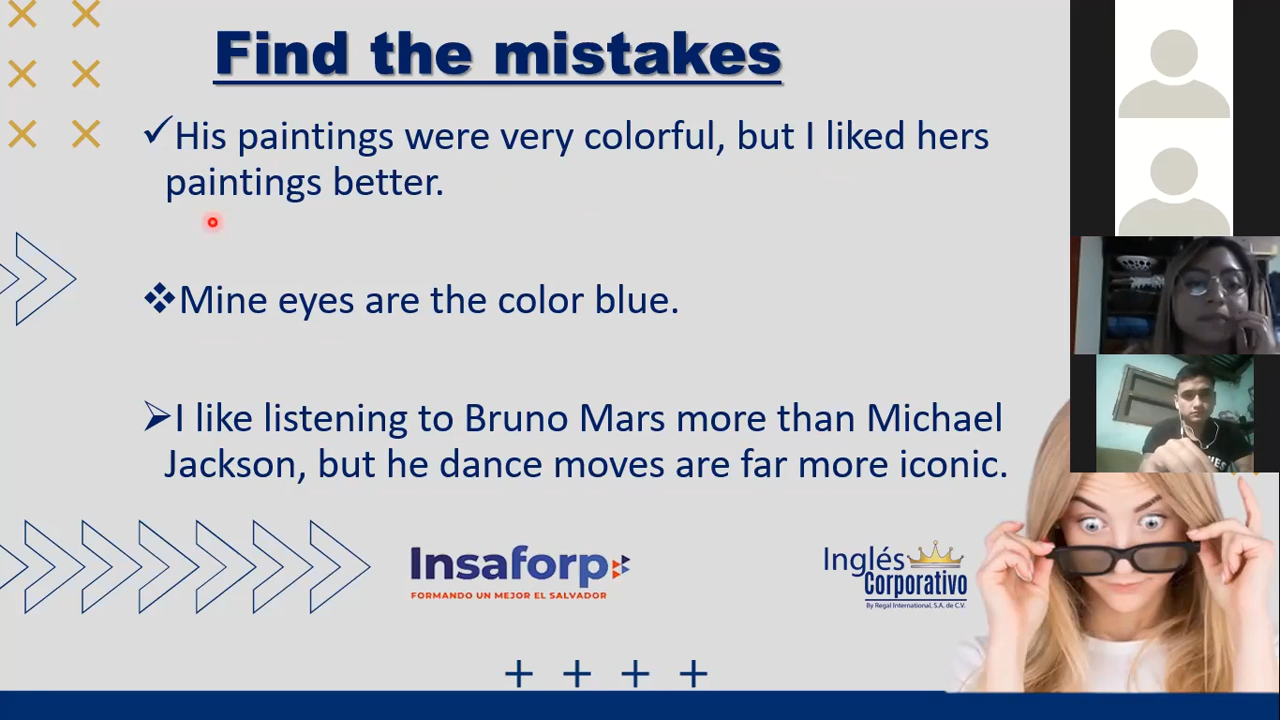 Find the mistakes
His paintings were very colorful, but I liked hers
paintings better.
Mine eyes are the color blue.
I like listening to Bruno Mars more than Michael
Jackson, but he dance moves are far more iconic.
Insaforp
FORMANDO UN MEJOR EL SALVADOR
Inglés
Corporativo
By Regal International, S.A. de C.V.